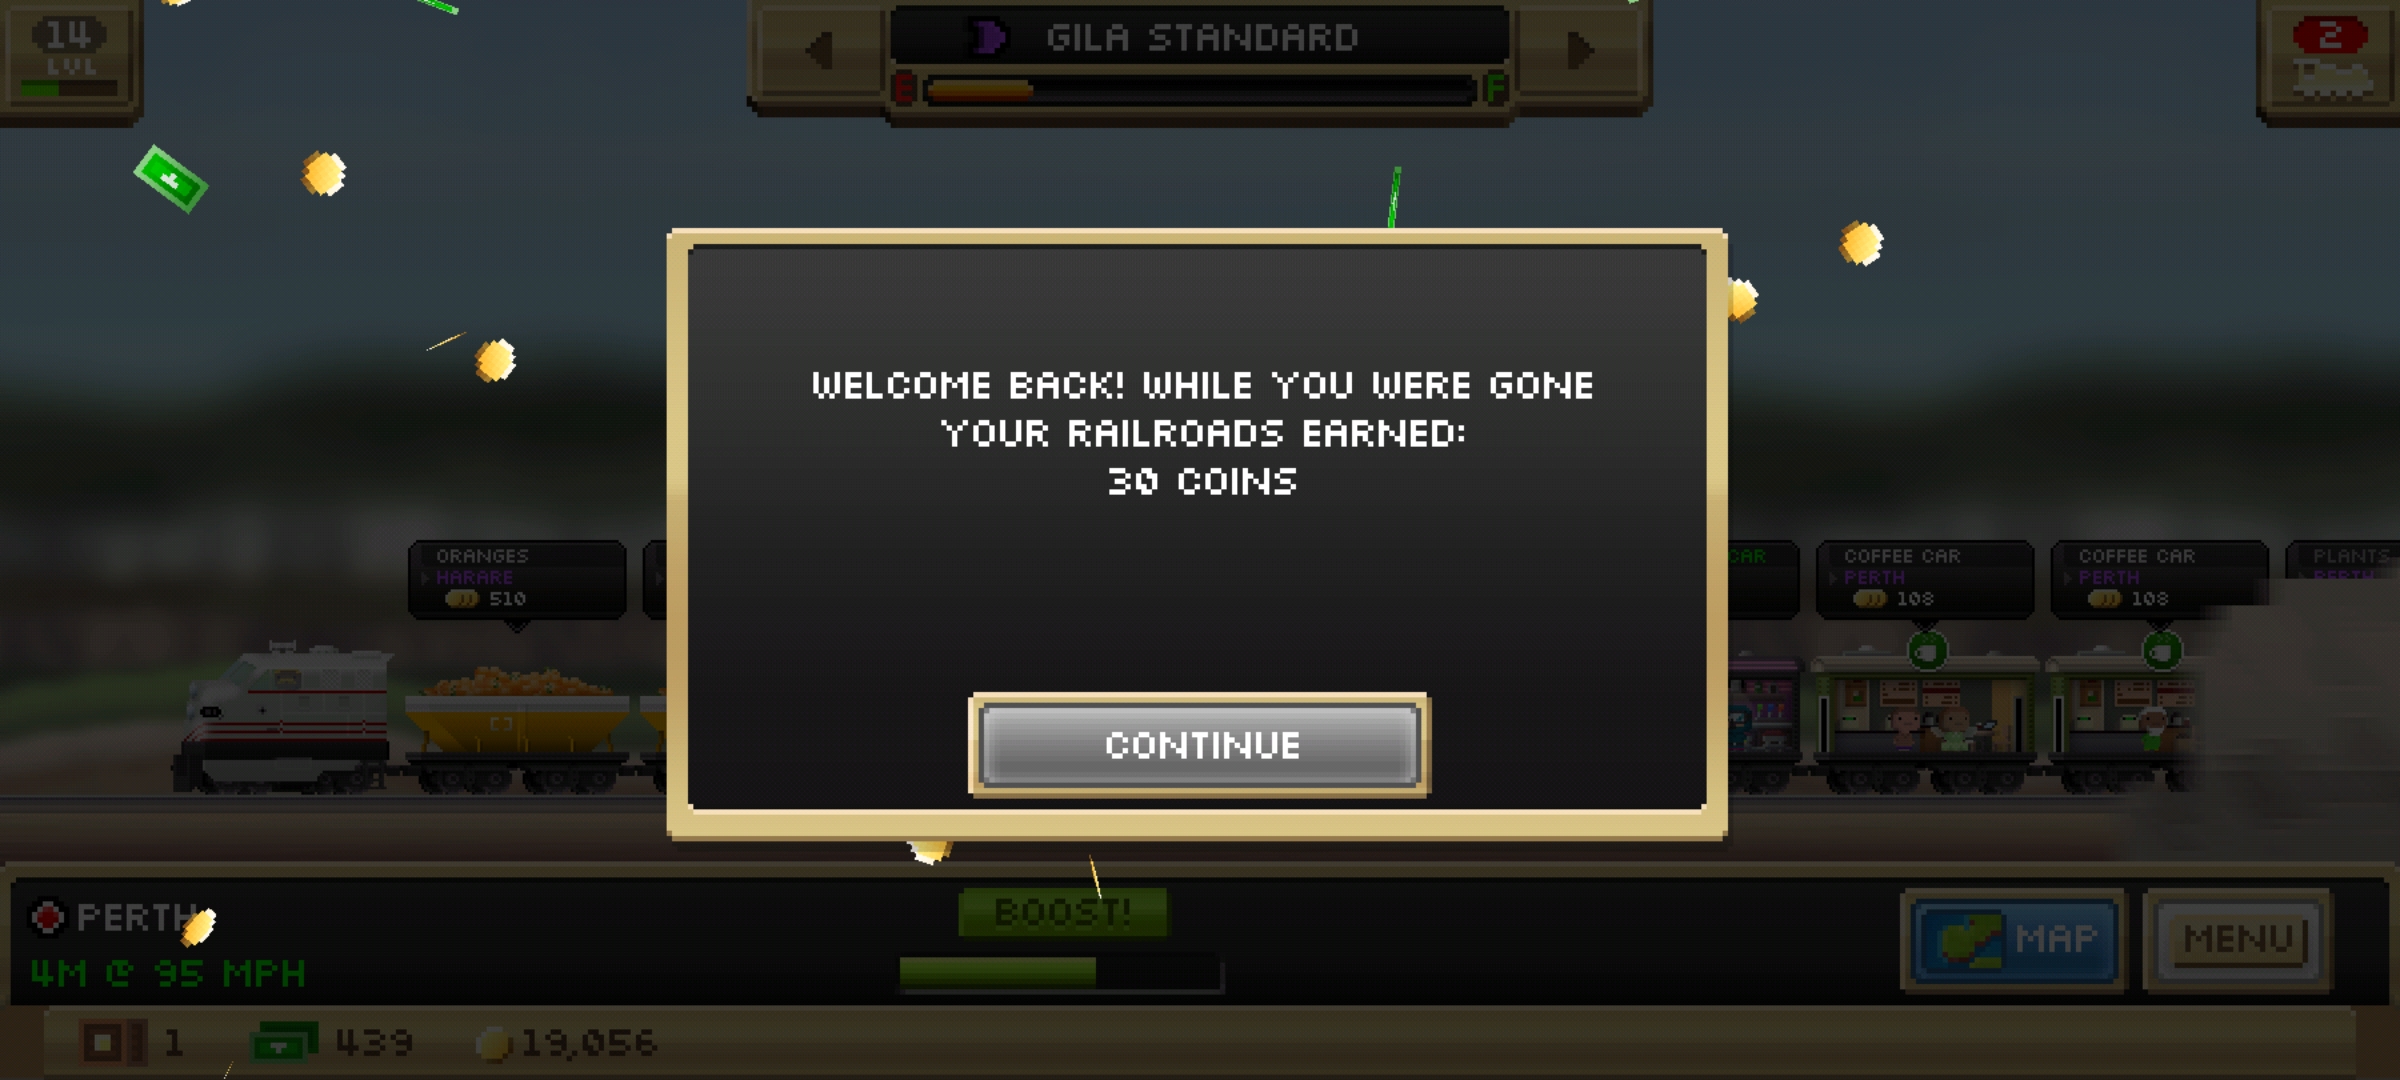 14
LVL
GILA STANDARD
E
F
2
WELCOME BACK! WHILE YOU WERE GONE
YOUR RAILROADS EARNED:
30 COINS
CONTINUE
ORANGES
HARARE
510
CAR
COFFEE CAR
PERTH
108
COFFEE CAR
PERTH
108
PLANTS
PERTH
PERTH
4M @ 95 MPH
BOOST!
MAP
MENU
1
439
19,056